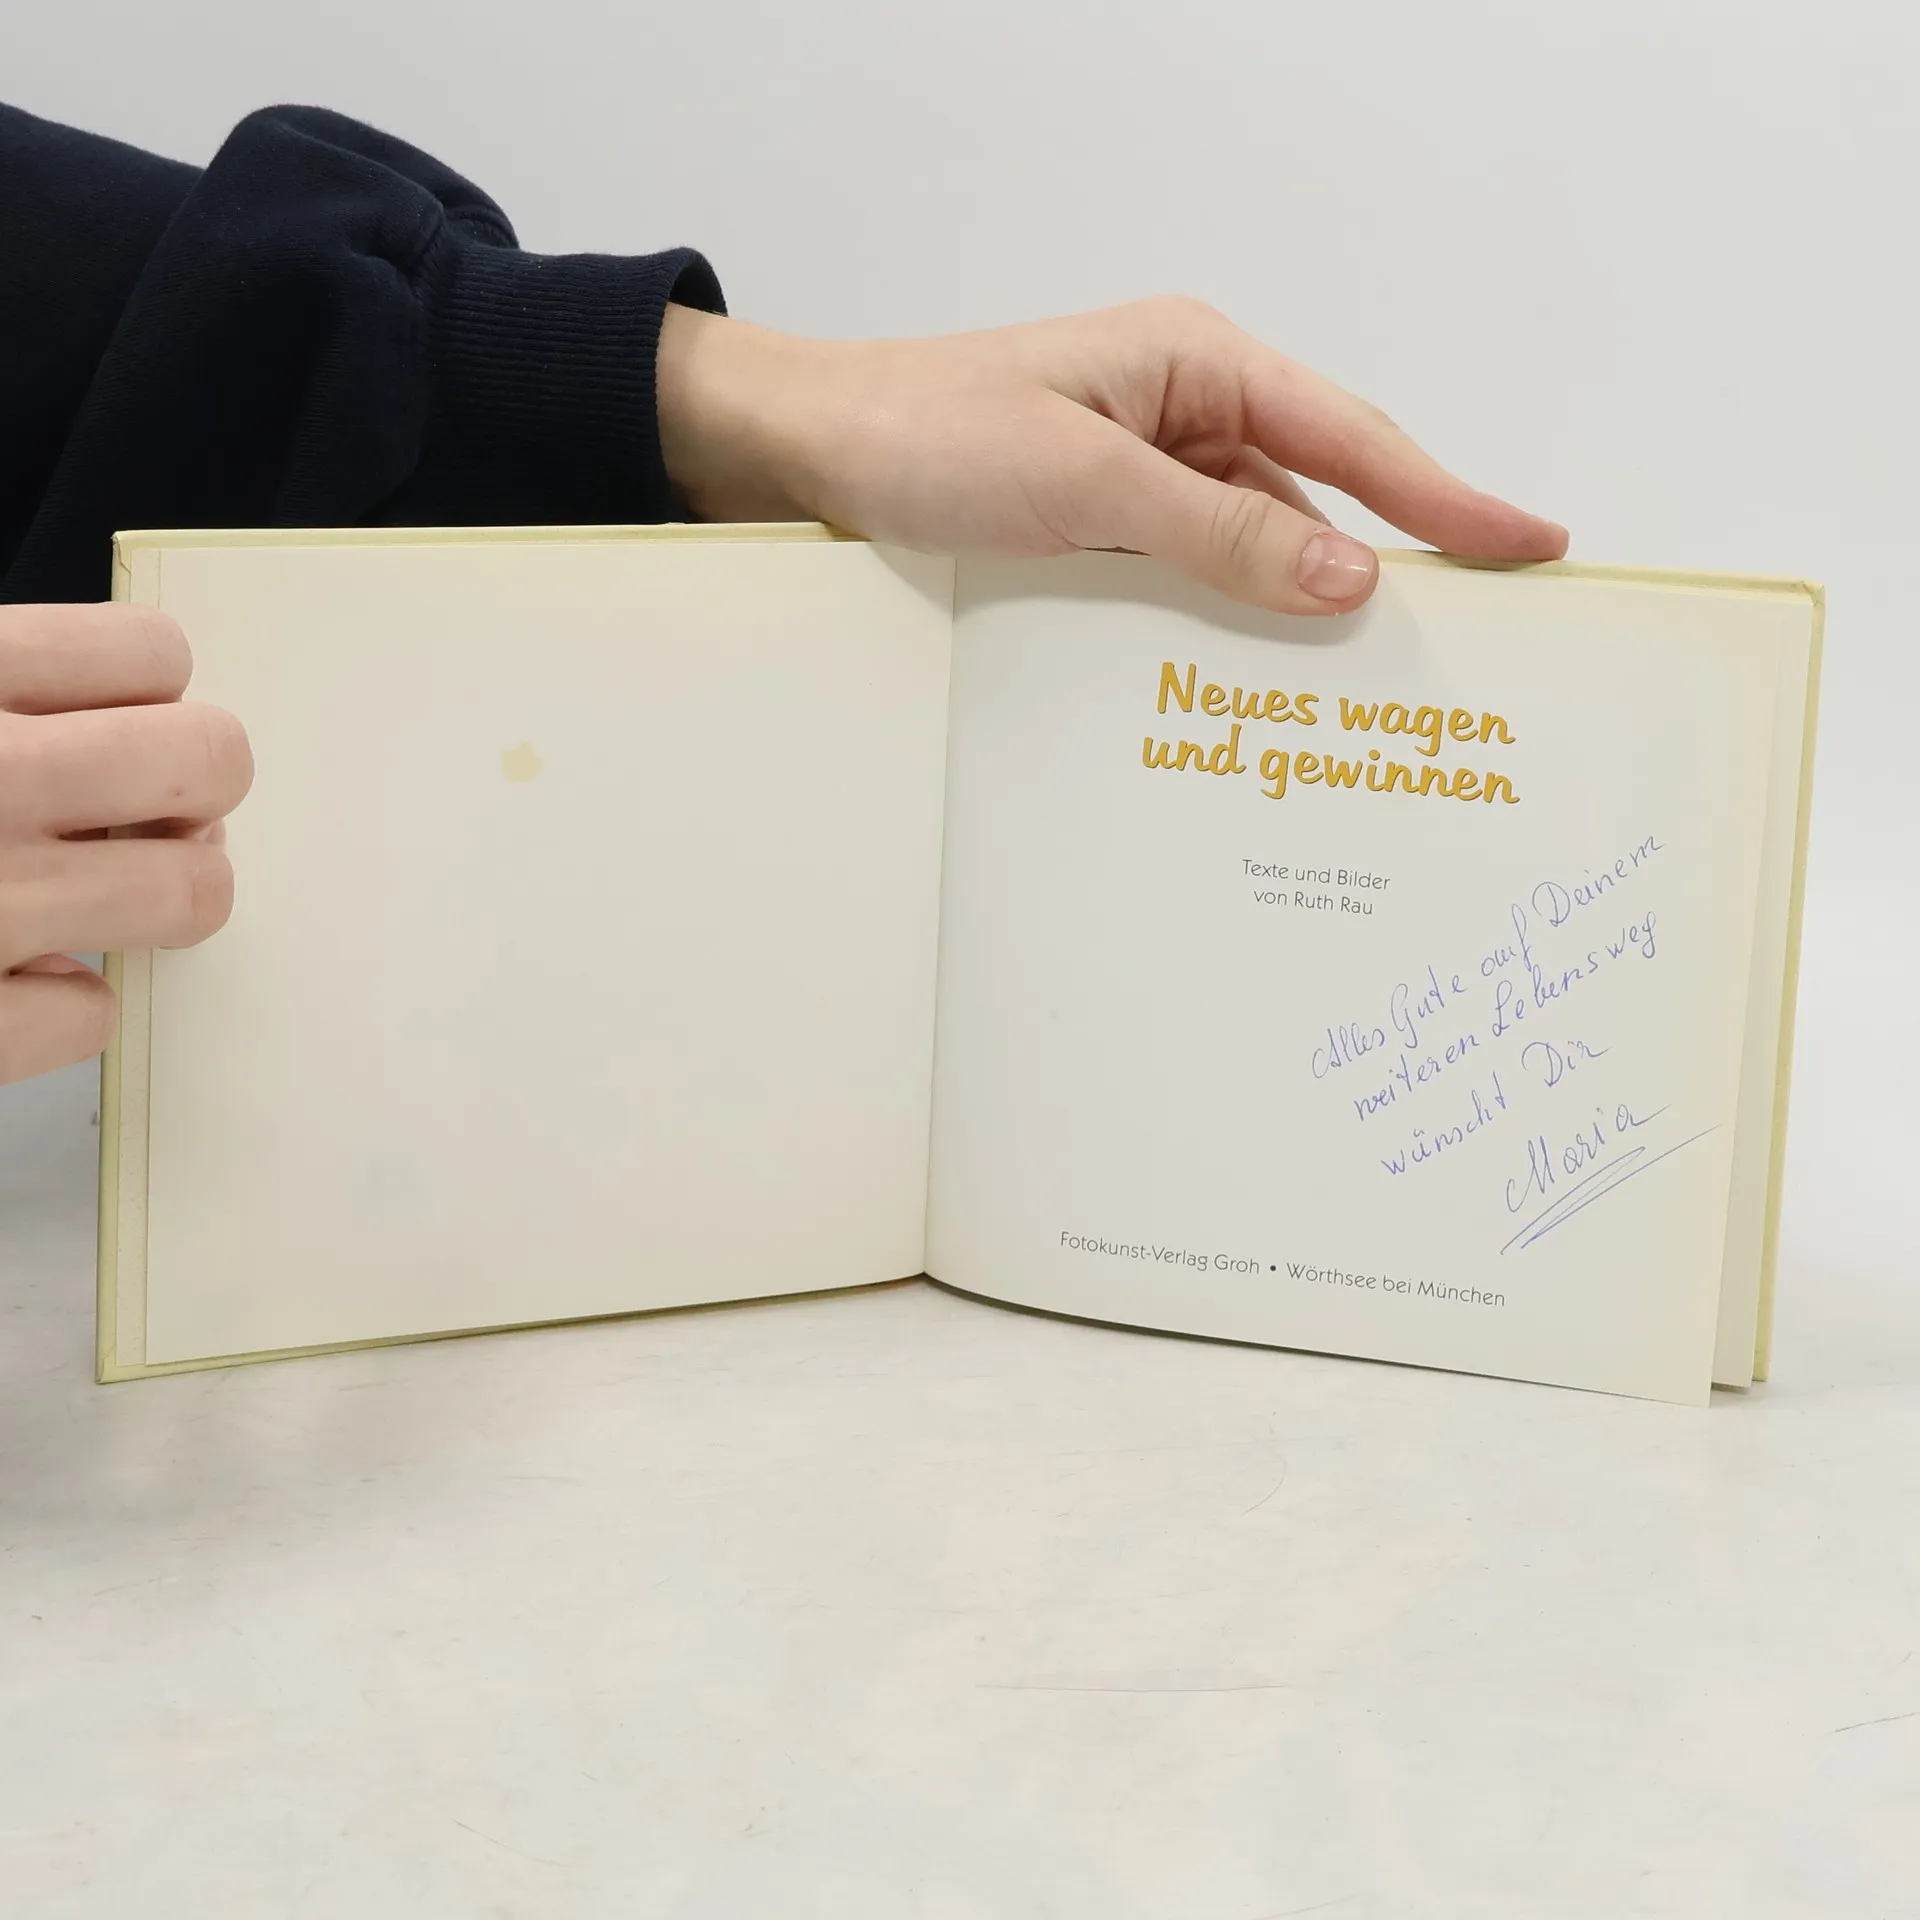 Neues wagen
und gewinnen
Texte und Bilder
von Ruth Rau
Alles Gute auf Deinem
weiteren Lebensweg
wünscht Dir
Maria
Fotokunst-Verlag Groh • Wörthsee bei München